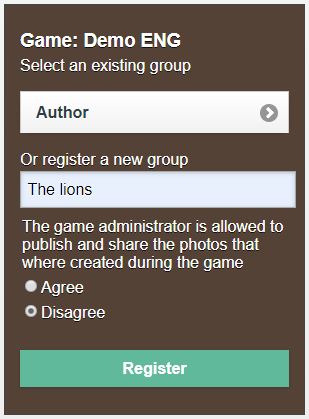 Game: Demo ENG
Select an existing group
Author
Or register a new group
The lions
The game administrator is allowed to
publish and share the photos that
where created during the game
Agree
Disagree
Register